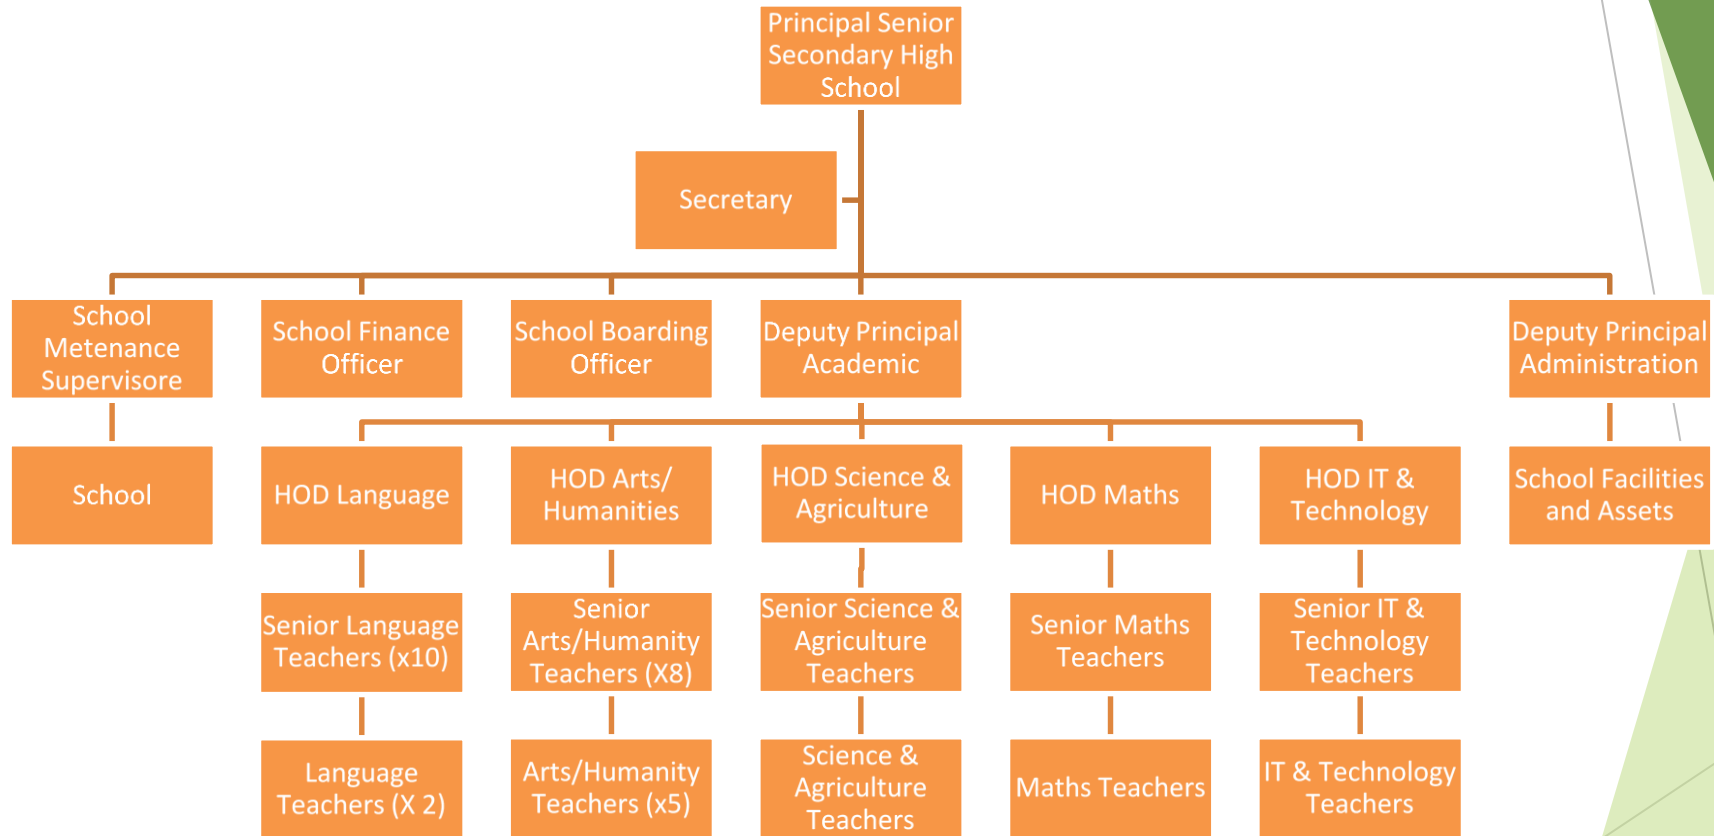 Principal Senior
Secondary High
School
Secretary
School
Metenance
Supervisore
School Finance
Officer
School Boarding
Officer
Deputy Principal
Academic
Deputy Principal
Administration
School
HOD Language
HOD Arts/
Humanities
HOD Science &
Agriculture
HOD Maths
HOD IT &
Technology
School Facilities
and Assets
Senior Language
Teachers (x10)
Senior
Arts/Humanity
Teachers (X8)
Senior Science &
Agriculture
Teachers
Senior Maths
Teachers
Senior IT &
Technology
Teachers
Language
Teachers (X 2)
Arts/Humanity
Teachers (x5)
Science &
Agriculture
Teachers
Maths Teachers
IT & Technology
Teachers